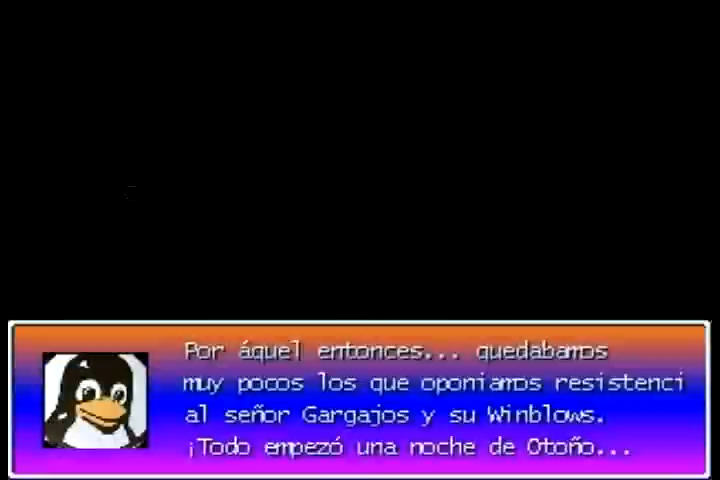 Por áquel entonces... quedabamos
muy pocos los que oponiamos resistenci
al señor Gargajos y su Winblows.
¡Todo empezó una noche de Otoño...